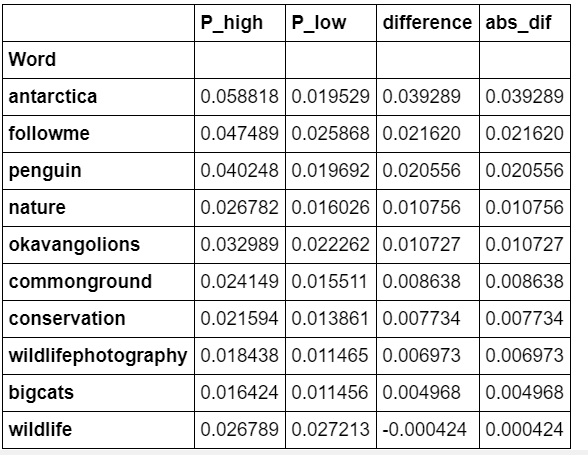 P_high P_low difference abs_dif
Word
antarctica 0.058818 0.019529 0.039289 0.039289
followme 0.047489 0.025868 0.021620 0.021620
penguin 0.040248 0.019692 0.020556 0.020556
nature 0.026782 0.016026 0.010756 0.010756
okavangolions 0.032989 0.022262 0.010727 0.010727
commonground 0.024149 0.015511 0.008638 0.008638
conservation 0.021594 0.013861 0.007734 0.007734
wildlifephotography 0.018438 0.011465 0.006973 0.006973
bigcats 0.016424 0.011456 0.004968 0.004968
wildlife 0.026789 0.027213 -0.000424 0.000424